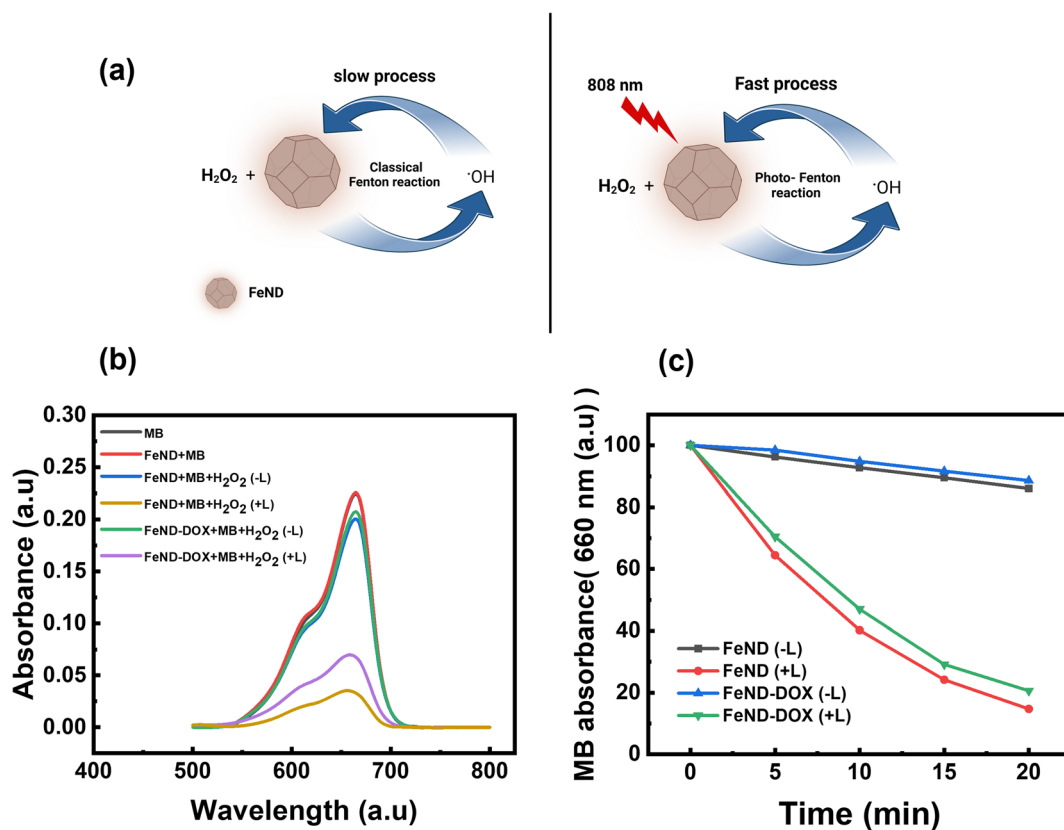 (a)
slow process
H₂O₂ +
Classical
Fenton reaction
·OH
FeND
808 nm
Fast process
H₂O₂ +
Photo- Fenton
reaction
·OH
(b)
Absorbance (a.u)
0.30
0.25
0.20
0.15
0.10
0.05
0.00
MB
FeND+MB
FeND+MB+H₂O₂ (-L)
FeND+MB+H₂O₂ (+L)
FeND-DOX+MB+H₂O₂ (-L)
FeND-DOX+MB+H₂O₂ (+L)
400 500 600 700 800
Wavelength (a.u)
(c)
MB absorbance( 660 nm (a.u) )
100
80
60
40
20
0
FeND (-L)
FeND (+L)
FeND-DOX (-L)
FeND-DOX (+L)
0 5 10 15 20
Time (min)